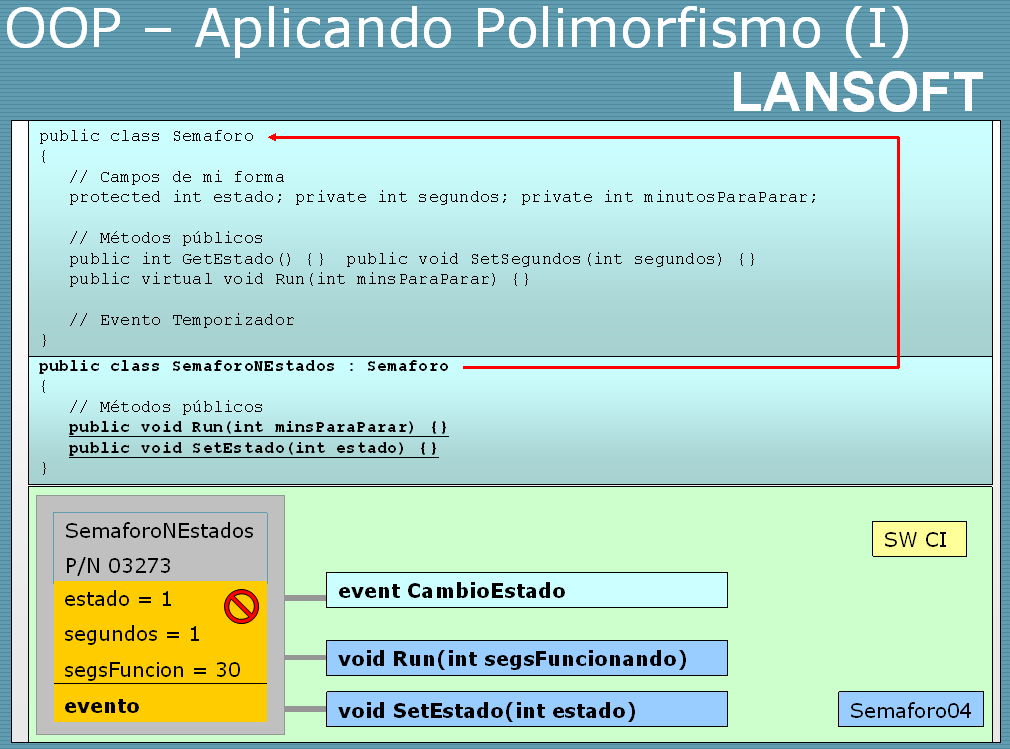 OOP – Aplicando Polimorfismo (I)
LANSOFT
public class Semaforo
{
// Campos de mi forma
protected int estado; private int segundos; private int minutosParaParar;
// Métodos públicos
public int GetEstado() {} public void SetSegundos(int segundos) {}
public virtual void Run(int minsParaParar) {}
// Evento Temporizador
}
public class SemaforoNEstados : Semaforo
{
// Métodos públicos
public void Run(int minsParaParar) {}
public void SetEstado(int estado) {}
}
SemaforoNEstados
P/N 03273
estado = 1
segundos = 1
segsFuncion = 30
evento
SW CI
event CambioEstado
void Run(int segsFuncionando)
void SetEstado(int estado)
Semaforo04